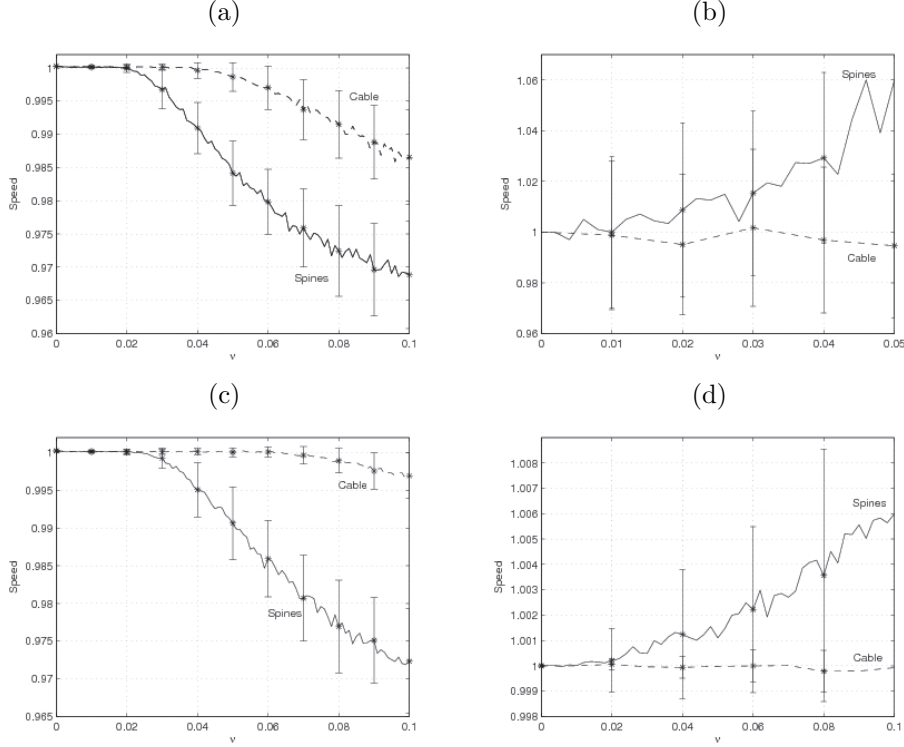 (a)
1
0.995
0.99
0.985
0.98
0.975
0.97
0.965
0.96
Speed
Cable
Spines
0 0.02 0.04 0.06 0.08 0.1
ν
(b)
1.06
1.04
1.02
1
0.98
0.96
Speed
Spines
Cable
0 0.01 0.02 0.03 0.04 0.05
ν
(c)
1
0.995
0.99
0.985
0.98
0.975
0.97
0.965
Speed
Cable
Spines
0 0.02 0.04 0.06 0.08 0.1
ν
(d)
1.008
1.009
1.007
1.006
1.005
1.004
1.003
1.002
1.001
1
0.999
0.998
Speed
Spines
Cable
0 0.02 0.04 0.06 0.08 0.1
ν